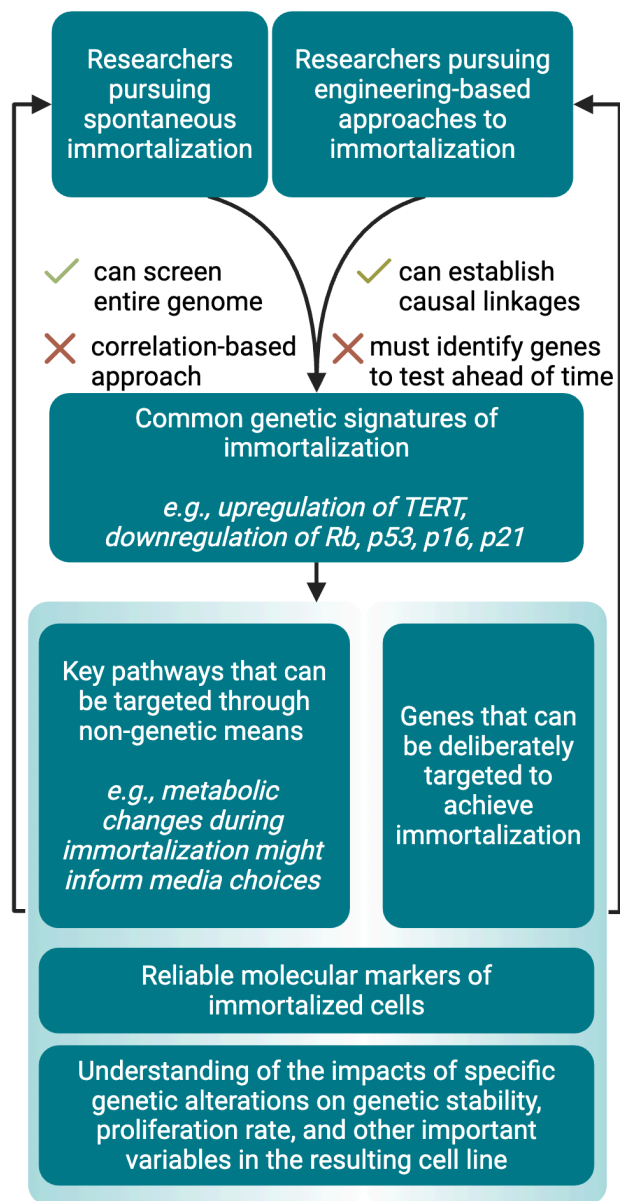 Researchers
pursuing
spontaneous
immortalization
Researchers pursuing
engineering-based
approaches to
immortalization
can screen
entire genome
correlation-based
approach
can establish
causal linkages
must identify genes
to test ahead of time
Common genetic signatures of
immortalization
e.g., upregulation of TERT,
downregulation of Rb, p53, p16, p21
Key pathways that can
be targeted through
non-genetic means
e.g., metabolic
changes during
immortalization might
inform media choices
Genes that can
be deliberately
targeted to
achieve
immortalization
Reliable molecular markers of
immortalized cells
Understanding of the impacts of specific
genetic alterations on genetic stability,
proliferation rate, and other important
variables in the resulting cell line